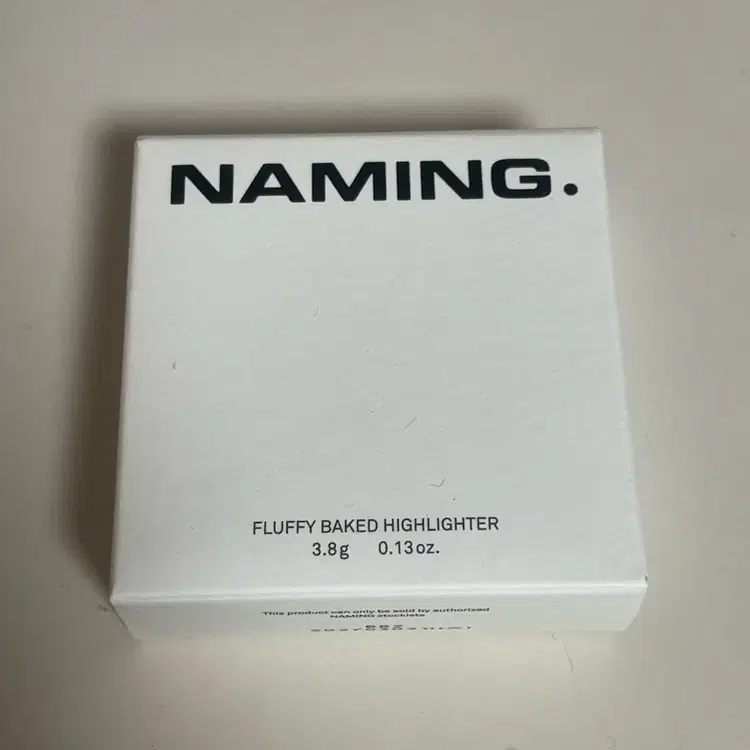 NAMING.
FLUFFY BAKED HIGHLIGHTER
3.8g 0.13oz.
This product can only be sold by authorized
NAMING stockists